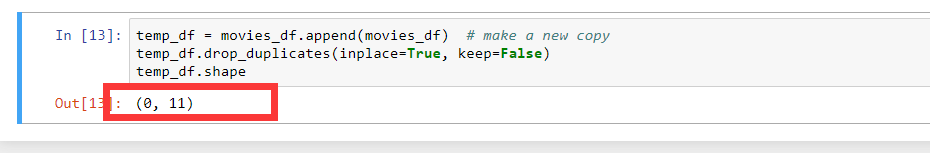 In [13]: temp_df = movies_df.append(movies_df)  # make a new copy
temp_df.drop_duplicates(inplace=True, keep=False)
temp_df.shape
Out[13]: (0, 11)